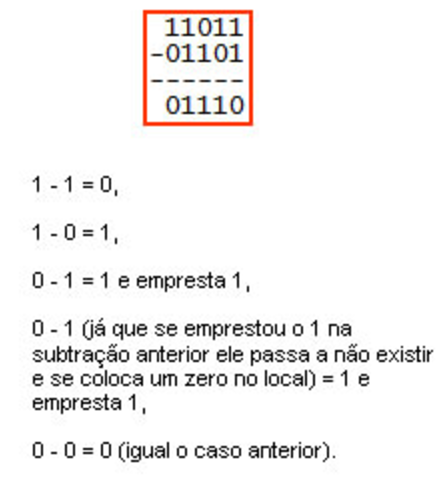 11011
-01101
------
01110
1 - 1 = 0,
1 - 0 = 1,
0 - 1 = 1 e empresta 1,
0 - 1 (já que se emprestou o 1 na
subtração anterior ele passa a não existir
e se coloca um zero no local) = 1 e
empresta 1,
0 - 0 = 0 (igual o caso anterior).